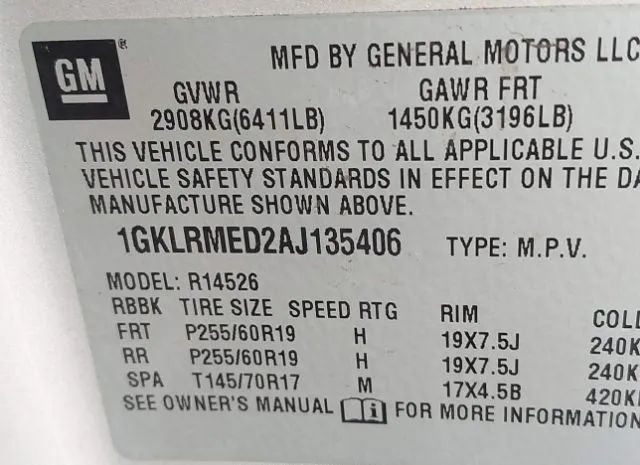 GM® MFD BY GENERAL MOTORS LLC
GVWR GAWR FRT
2908KG(6411LB) 1450KG(3196LB)
THIS VEHICLE CONFORMS TO ALL APPLICABLE U.S.
VEHICLE SAFETY STANDARDS IN EFFECT ON THE DA
MANUFACTURE SHOWN ABOVE.
1GKLRMED2AJ135406 TYPE: M.P.V.
MODEL: R14526
RBBK TIRE SIZE SPEED RTG RIM COLD
FRT P255/60R19 H 19X7.5J 240K
RR P255/60R19 H 19X7.5J 240K
SPA T145/70R17 M 17X4.5B 420K
SEE OWNER'S MANUAL i FOR MORE INFORMATION